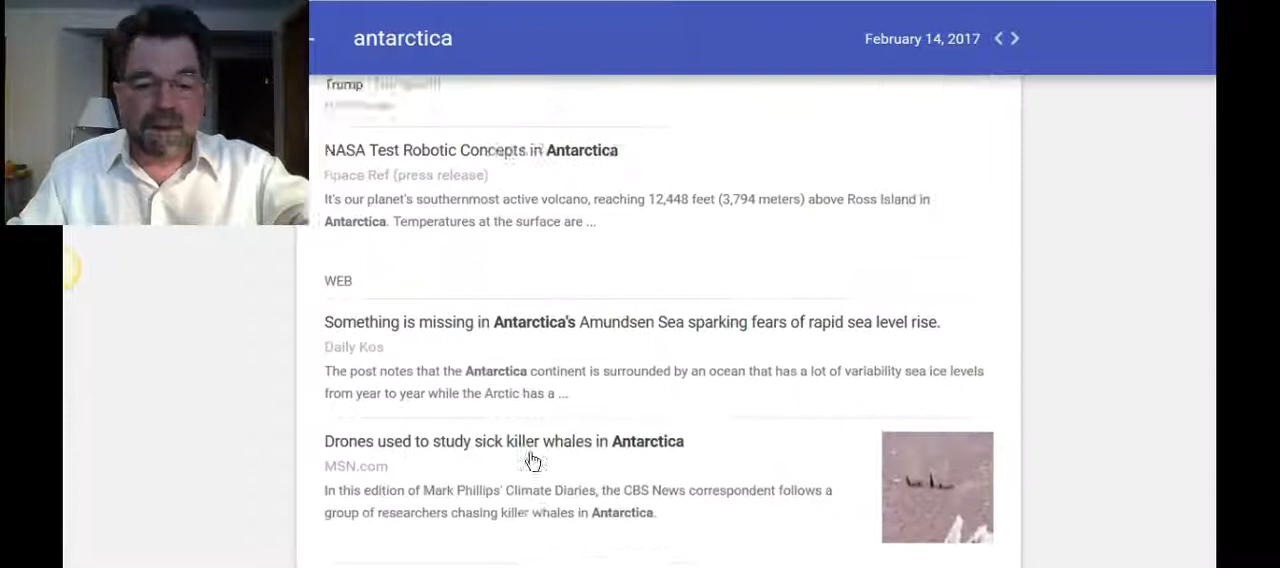 antarctica
February 14, 2017
Trump
NASA Test Robotic Concepts in Antarctica
Space Ref (press release)
It's our planet's southernmost active volcano, reaching 12,448 feet (3,794 meters) above Ross Island in
Antarctica. Temperatures at the surface are ...
WEB
Something is missing in Antarctica's Amundsen Sea sparking fears of rapid sea level rise.
Daily Kos
The post notes that the Antarctica continent is surrounded by an ocean that has a lot of variability sea ice levels
from year to year while the Arctic has a ...
Drones used to study sick killer whales in Antarctica
MSN.com
In this edition of Mark Phillips' Climate Diaries, the CBS News correspondent follows a
group of researchers chasing killer whales in Antarctica.